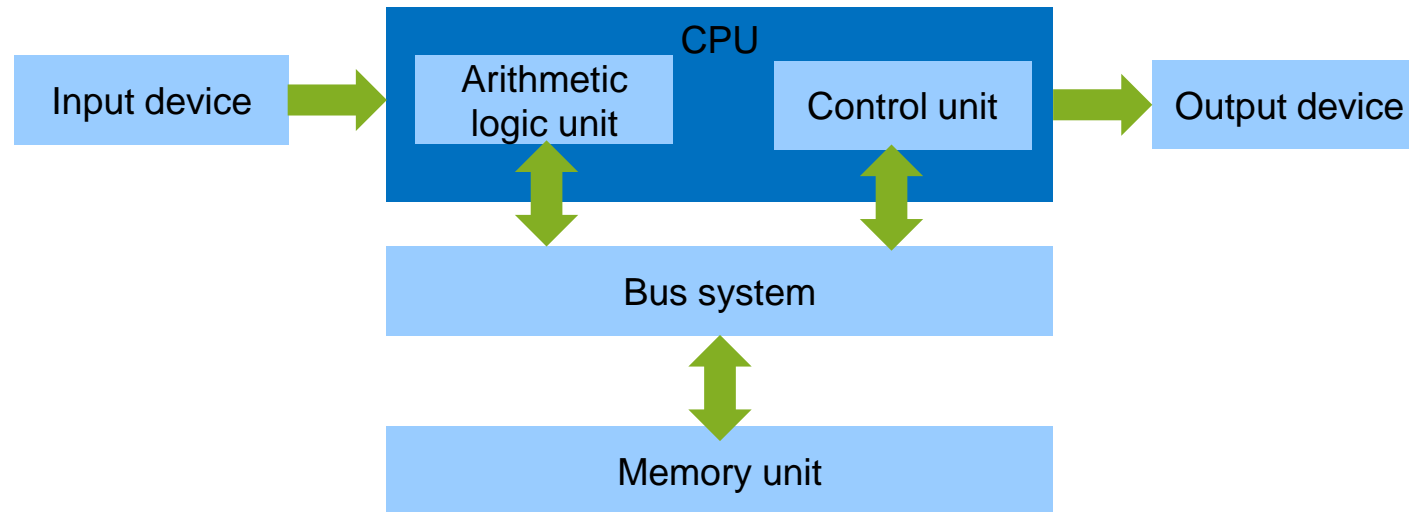 CPU
Input device
Arithmetic
logic unit
Control unit
Output device
Bus system
Memory unit